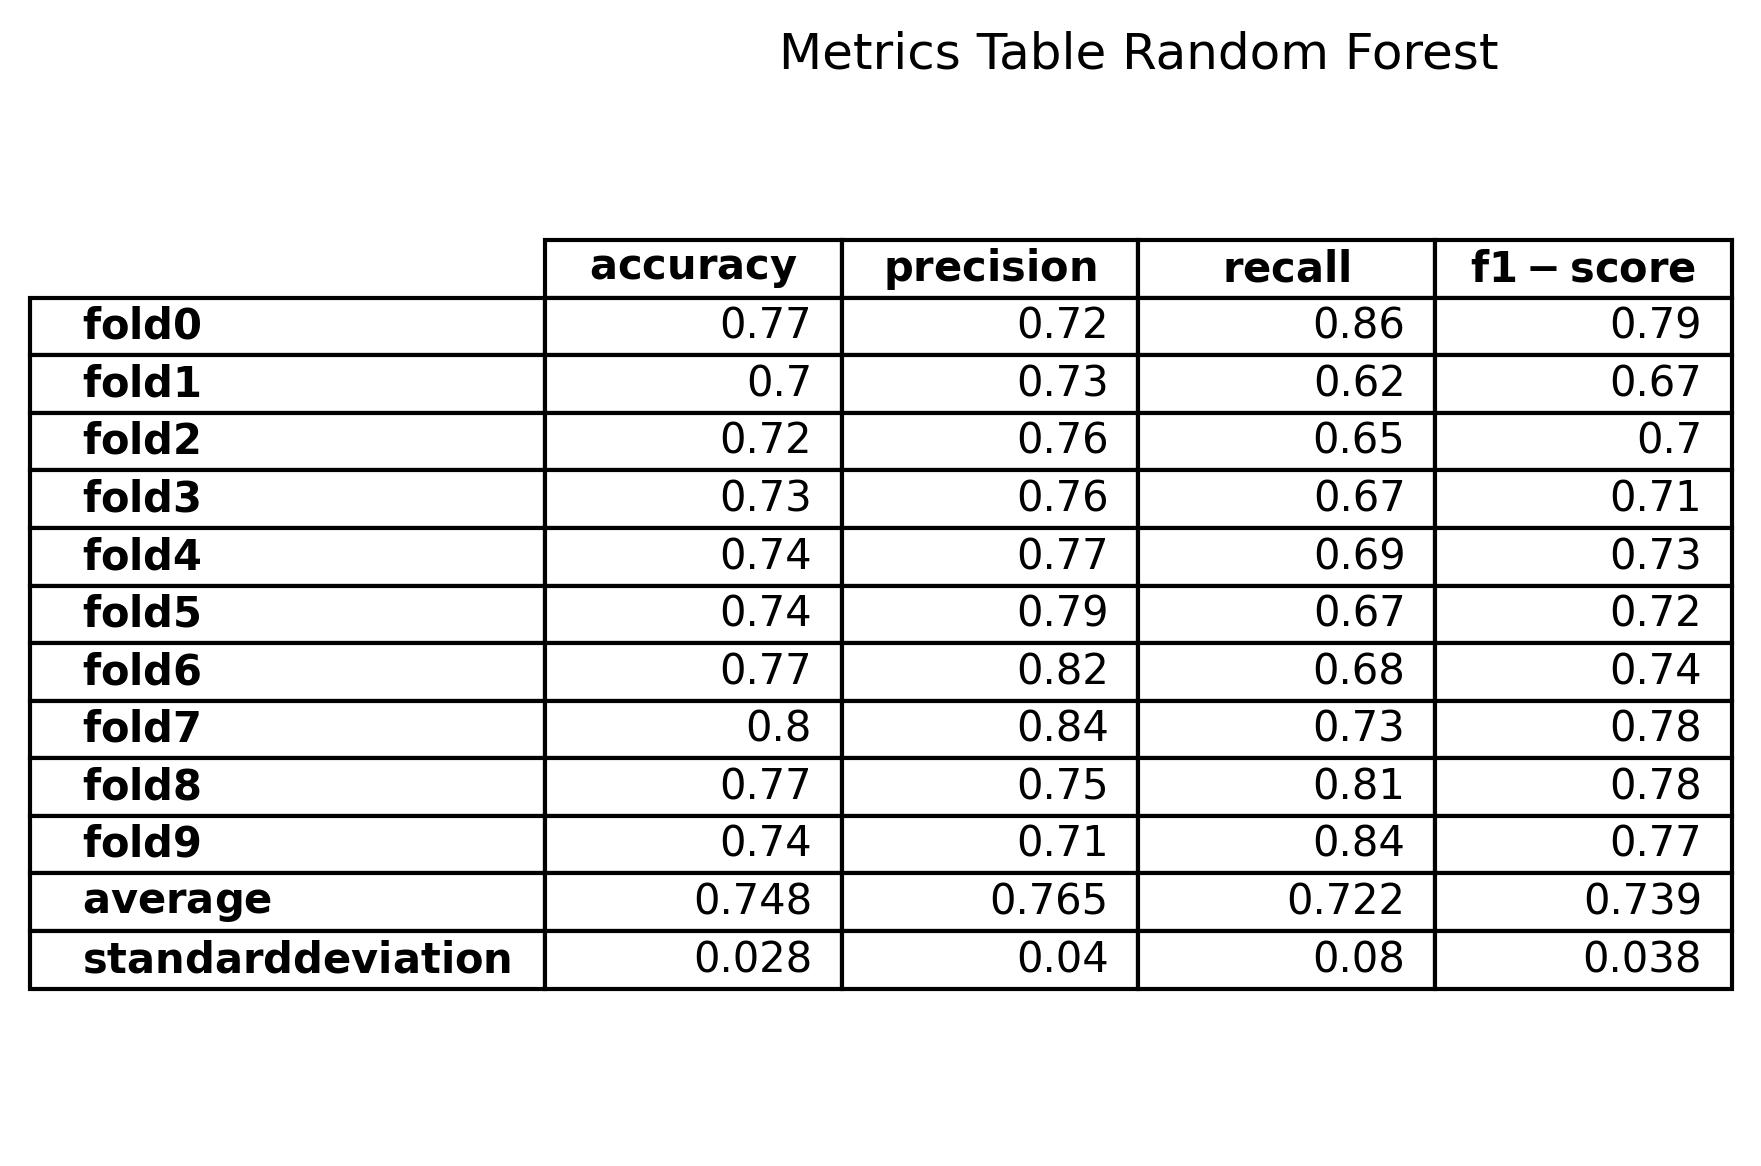 Metrics Table Random Forest
accuracy precision recall f1 − score
fold0 0.77 0.72 0.86 0.79
fold1 0.7 0.73 0.62 0.67
fold2 0.72 0.76 0.65 0.7
fold3 0.73 0.76 0.67 0.71
fold4 0.74 0.77 0.69 0.73
fold5 0.74 0.79 0.67 0.72
fold6 0.77 0.82 0.68 0.74
fold7 0.8 0.84 0.73 0.78
fold8 0.77 0.75 0.81 0.78
fold9 0.74 0.71 0.84 0.77
average 0.748 0.765 0.722 0.739
standarddeviation 0.028 0.04 0.08 0.038